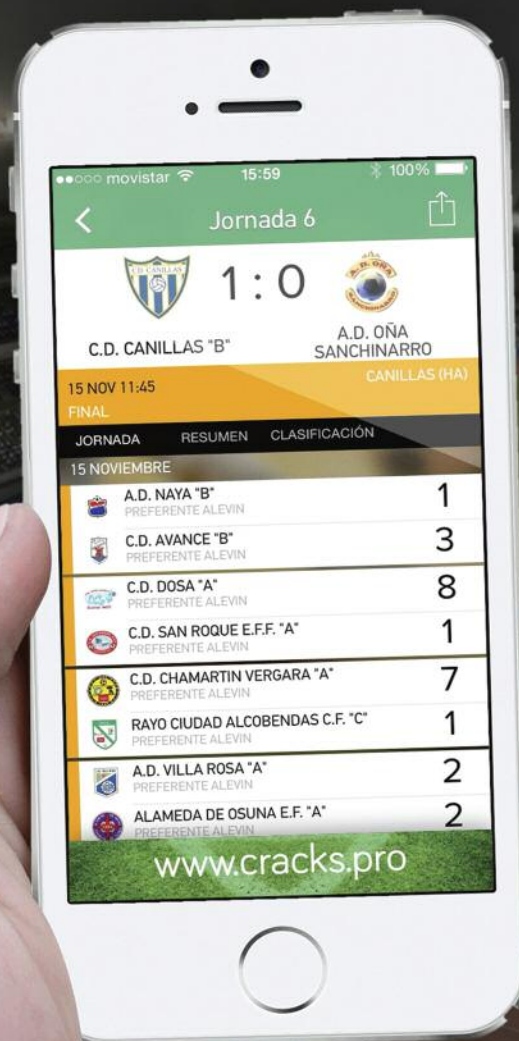 movistar 15:59 100%
Jornada 6
1 : 0
C.D. CANILLAS
A.D. OÑA
SANCHINARRO
C.D. CANILLAS "B"
A.D. OÑA
SANCHINARRO
15 NOV 11:45
CANILLAS (HA)
FINAL
JORNADA RESUMEN CLASIFICACIÓN
15 NOVIEMBRE
A.D. NAYA "B" 1
PREFERENTE ALEVIN
C.D. AVANCE "B" 3
PREFERENTE ALEVIN
C.D. DOSA "A" 8
PREFERENTE ALEVIN
C.D. SAN ROQUE E.F.F. "A" 1
PREFERENTE ALEVIN
C.D. CHAMARTIN VERGARA "A" 7
PREFERENTE ALEVIN
RAYO CIUDAD ALCOBENDAS C.F. "C" 1
PREFERENTE ALEVIN
A.D. VILLA ROSA "A" 2
PREFERENTE ALEVIN
ALAMEDA DE OSUNA E.F. "A" 2
PREFERENTE ALEVIN
www.cracks.pro